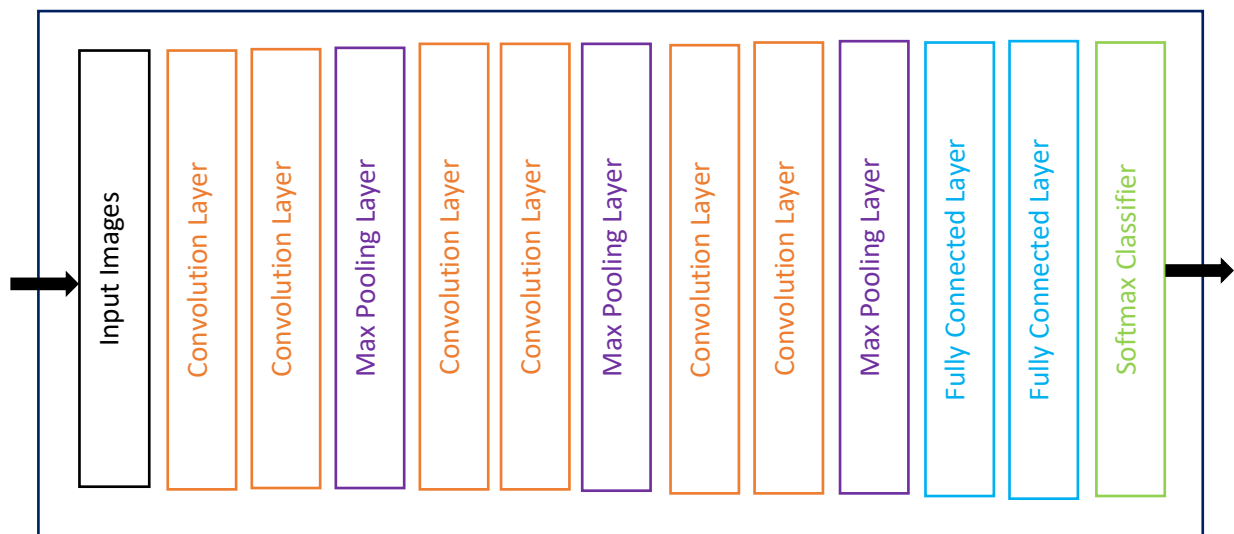 Input Images
Convolution Layer
Convolution Layer
Max Pooling Layer
Convolution Layer
Convolution Layer
Max Pooling Layer
Convolution Layer
Convolution Layer
Max Pooling Layer
Fully Connected Layer
Fully Connected Layer
Softmax Classifier